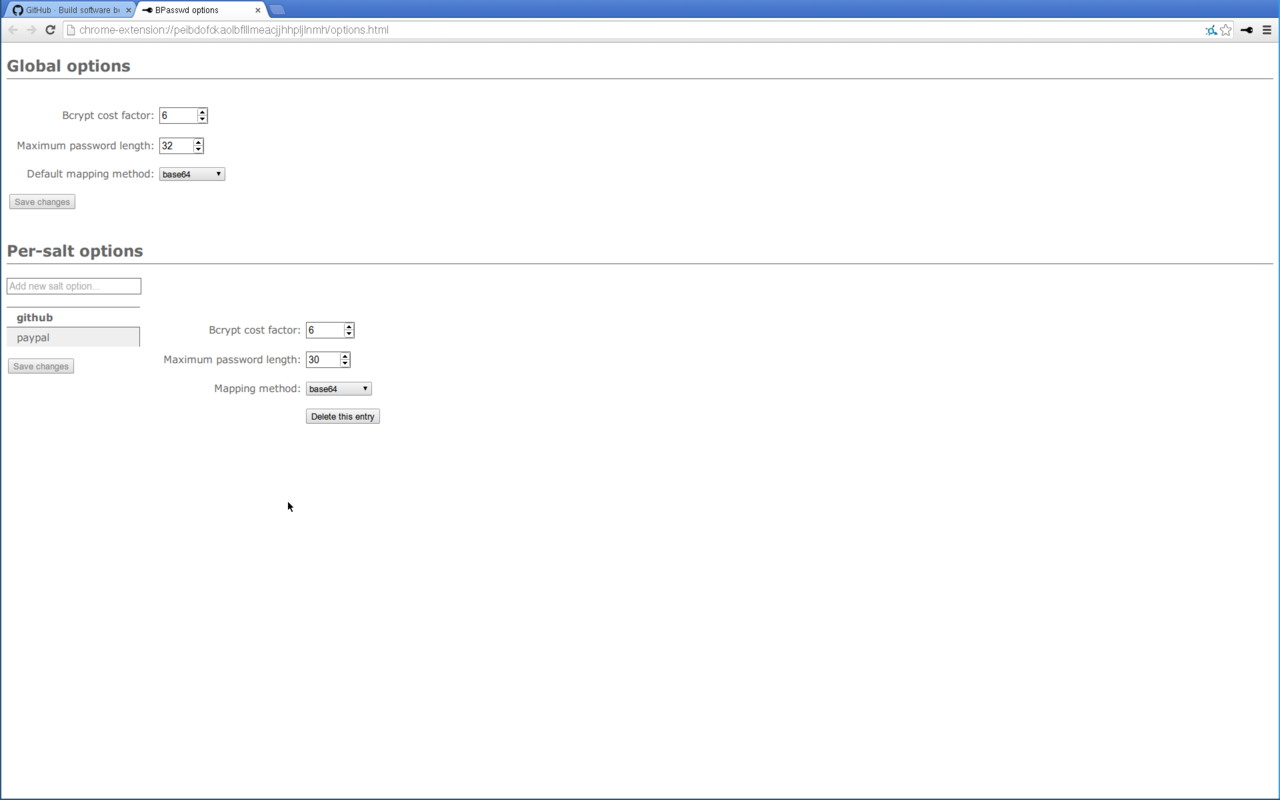 GitHub · Build software be
BPasswd options
chrome-extension://peibdofckaolbflllmeacjjhhpljlnmh/options.html
Global options
Bcrypt cost factor: 6
Maximum password length: 32
Default mapping method: base64
Save changes
Per-salt options
Add new salt option...
github
paypal
Save changes
Bcrypt cost factor: 6
Maximum password length: 30
Mapping method: base64
Delete this entry